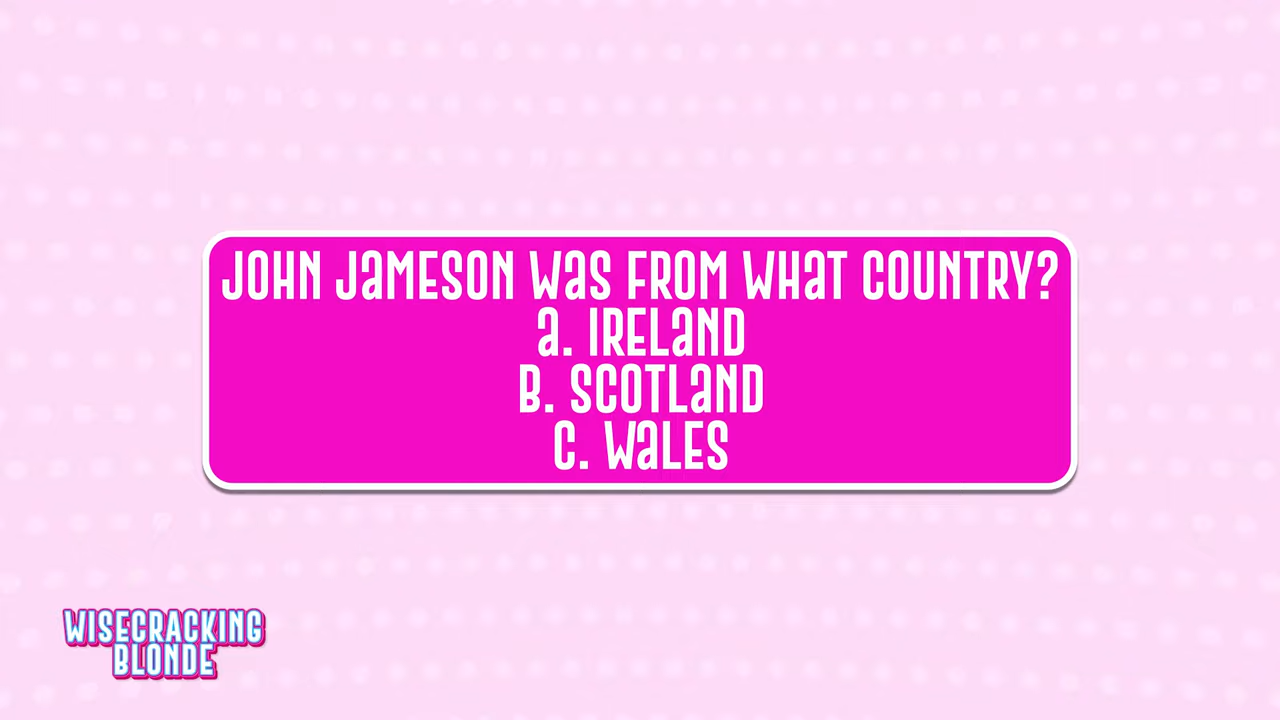 JOHN JAMESON WAS FROM WHAT COUNTRY?
A. IRELAND
B. SCOTLAND
C. WALES
WISECRACKING
BLONDE